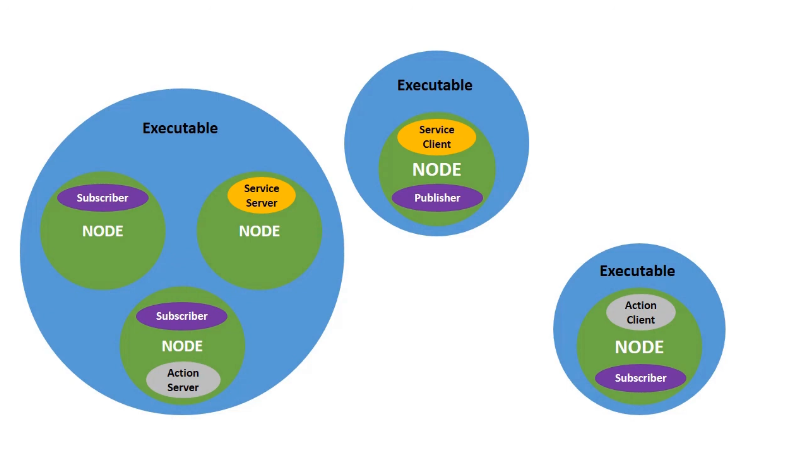 Executable
Subscriber
NODE
Service
Server
NODE
Subscriber
NODE
Action
Server
Executable
Service
Client
NODE
Publisher
Executable
Action
Client
NODE
Subscriber